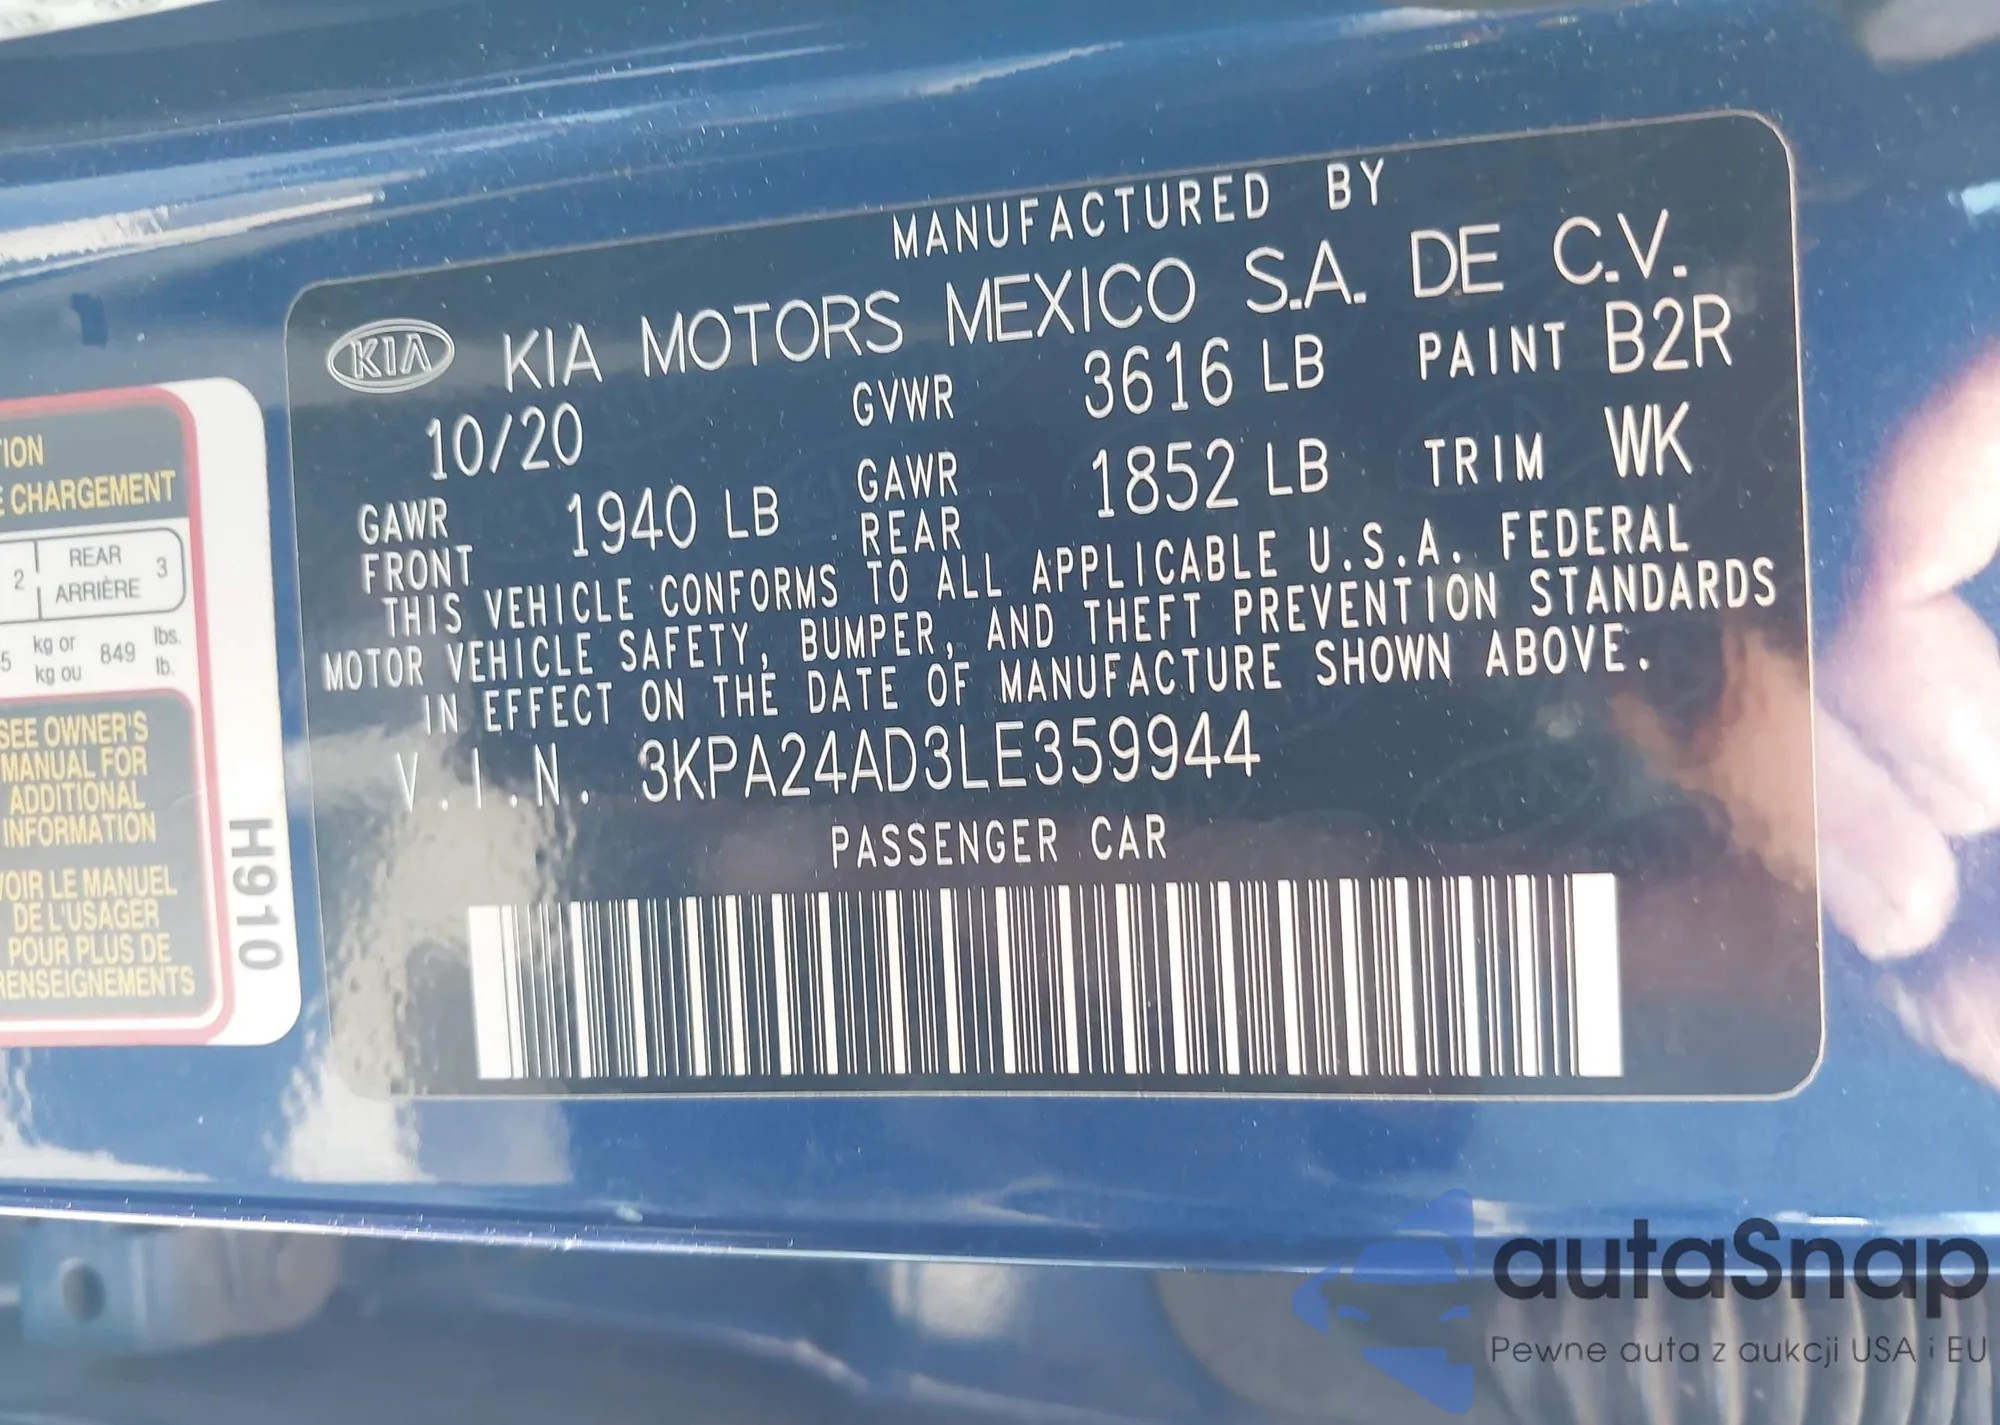 MANUFACTURED BY
KIA KIA MOTORS MEXICO S.A. DE C.V.
10/20 GVWR 3616 LB PAINT B2R
GAWR FRONT 1940 LB GAWR REAR 1852 LB TRIM WK
THIS VEHICLE CONFORMS TO ALL APPLICABLE U.S.A. FEDERAL
MOTOR VEHICLE SAFETY, BUMPER, AND THEFT PREVENTION STANDARDS
IN EFFECT ON THE DATE OF MANUFACTURE SHOWN ABOVE.
V.I.N. 3KPA24AD3LE359944
PASSENGER CAR
CHARGEMENT
2 REAR 3
ARRIÈRE
kg or 849 lbs.
kg ou lb.
SEE OWNER'S
MANUAL FOR
ADDITIONAL
INFORMATION
VOIR LE MANUEL
DE L'USAGER
POUR PLUS DE
RENSEIGNEMENTS
H910
autaSnap
Pewne auta z aukcji USA i EU